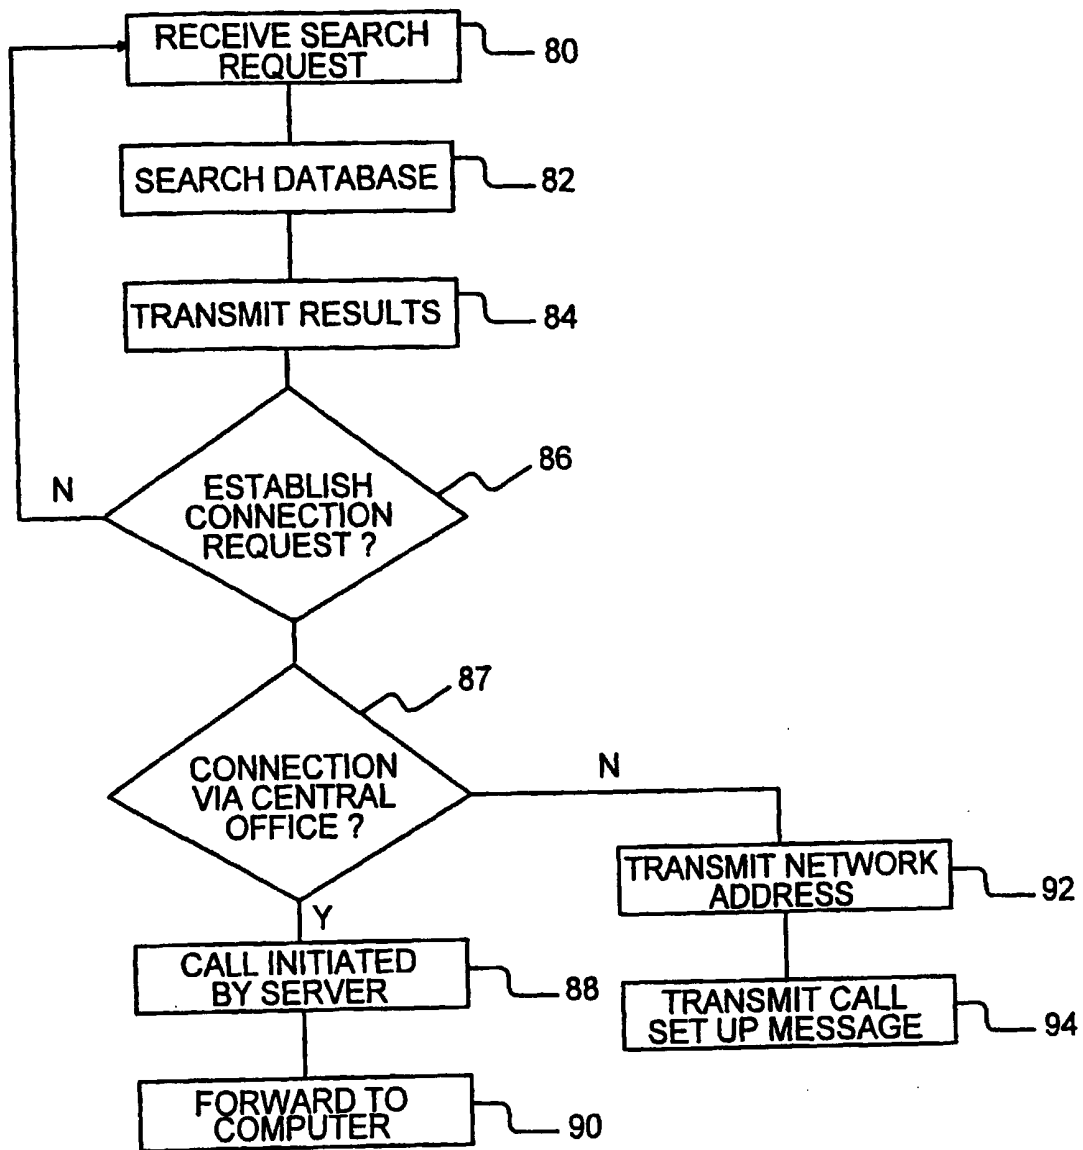 RECEIVE SEARCH
REQUEST
80
SEARCH DATABASE
82
TRANSMIT RESULTS
84
ESTABLISH
CONNECTION
REQUEST ?
86
N
CONNECTION
VIA CENTRAL
OFFICE ?
87
N
Y
TRANSMIT NETWORK
ADDRESS
92
CALL INITIATED
BY SERVER
88
TRANSMIT CALL
SET UP MESSAGE
94
FORWARD TO
COMPUTER
90